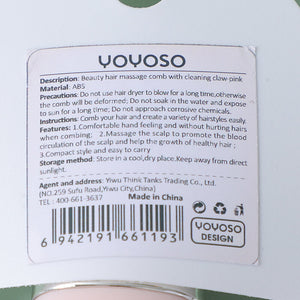 YOYOSO
Description: Beauty hair massage comb with cleaning claw-pink
Material: ABS
Precautions: Do not use hair dryer to blow for a long time,otherwise
the comb will be deformed; Do not soak in the water and expose
to sun for a long time; Do not approach corrosive chemicals.
Instructions: Comb your hair and create a variety of hairstyles easily.
Features: 1.Comfortable hand feeling and without hurting hairs
when combing; 2.Massage the scalp to promote the blood
circulation of the scalp and help the growth of healthy hair ;
3.Compact style and easy to carry
Storage method: Store in a cool,dry place.Keep away from direct
sunlight.
Agent and address: Yiwu Think Tanks Trading Co., Ltd.
(NO.259 Sufu Road,Yiwu City,China)
TEL: 400-661-3637
Made in China
6 942191 661193 >
YOYOSO
DESIGN